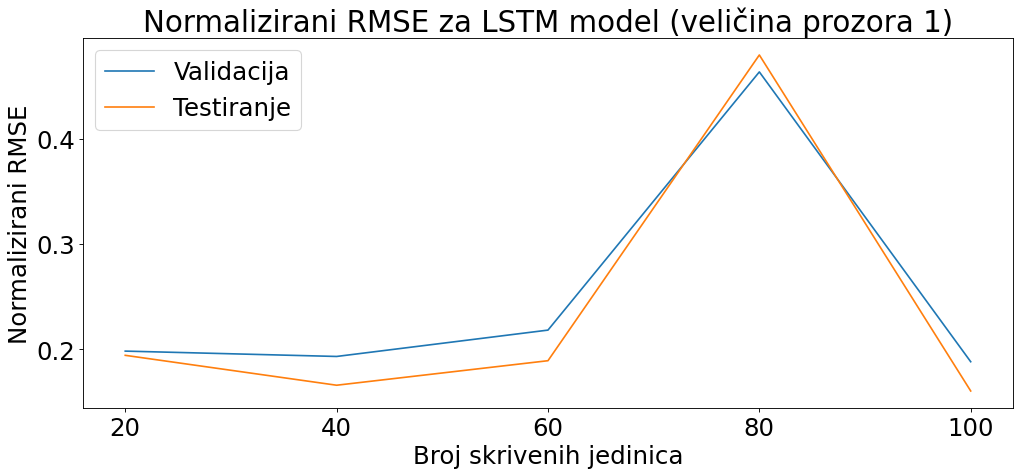 Normalizirani RMSE za LSTM model (veličina prozora 1)
Validacija
Testiranje
Normalizirani RMSE
0.4
0.3
0.2
20 40 60 80 100
Broj skrivenih jedinica